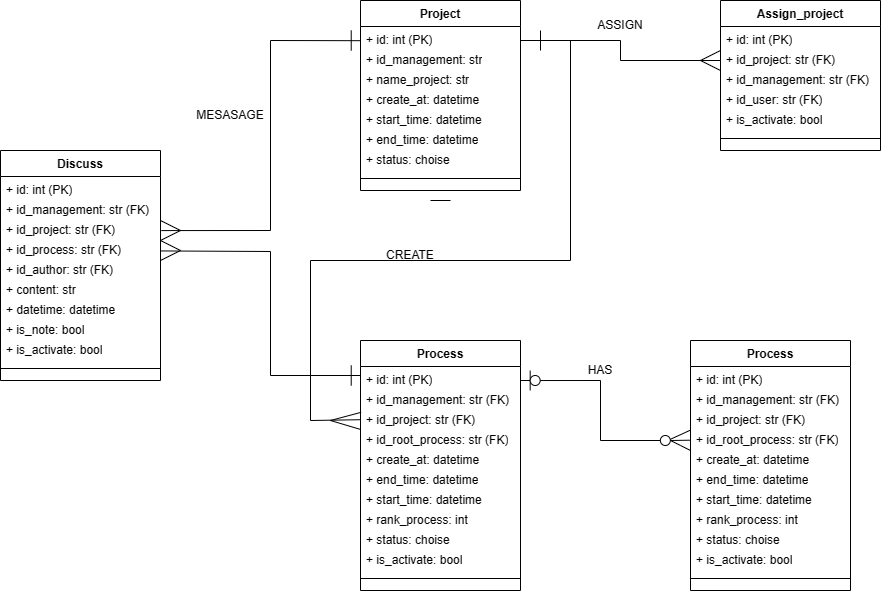 Project
+ id: int (PK)
+ id_management: str
+ name_project: str
+ create_at: datetime
+ start_time: datetime
+ end_time: datetime
+ status: choise
ASSIGN
Assign_project
+ id: int (PK)
+ id_project: str (FK)
+ id_management: str (FK)
+ id_user: str (FK)
+ is_activate: bool
MESASAGE
Discuss
+ id: int (PK)
+ id_management: str (FK)
+ id_project: str (FK)
+ id_process: str (FK)
+ id_author: str (FK)
+ content: str
+ datetime: datetime
+ is_note: bool
+ is_activate: bool
CREATE
Process
+ id: int (PK)
+ id_management: str (FK)
+ id_project: str (FK)
+ id_root_process: str (FK)
+ create_at: datetime
+ end_time: datetime
+ start_time: datetime
+ rank_process: int
+ status: choise
+ is_activate: bool
HAS
Process
+ id: int (PK)
+ id_management: str (FK)
+ id_project: str (FK)
+ id_root_process: str (FK)
+ create_at: datetime
+ end_time: datetime
+ start_time: datetime
+ rank_process: int
+ status: choise
+ is_activate: bool